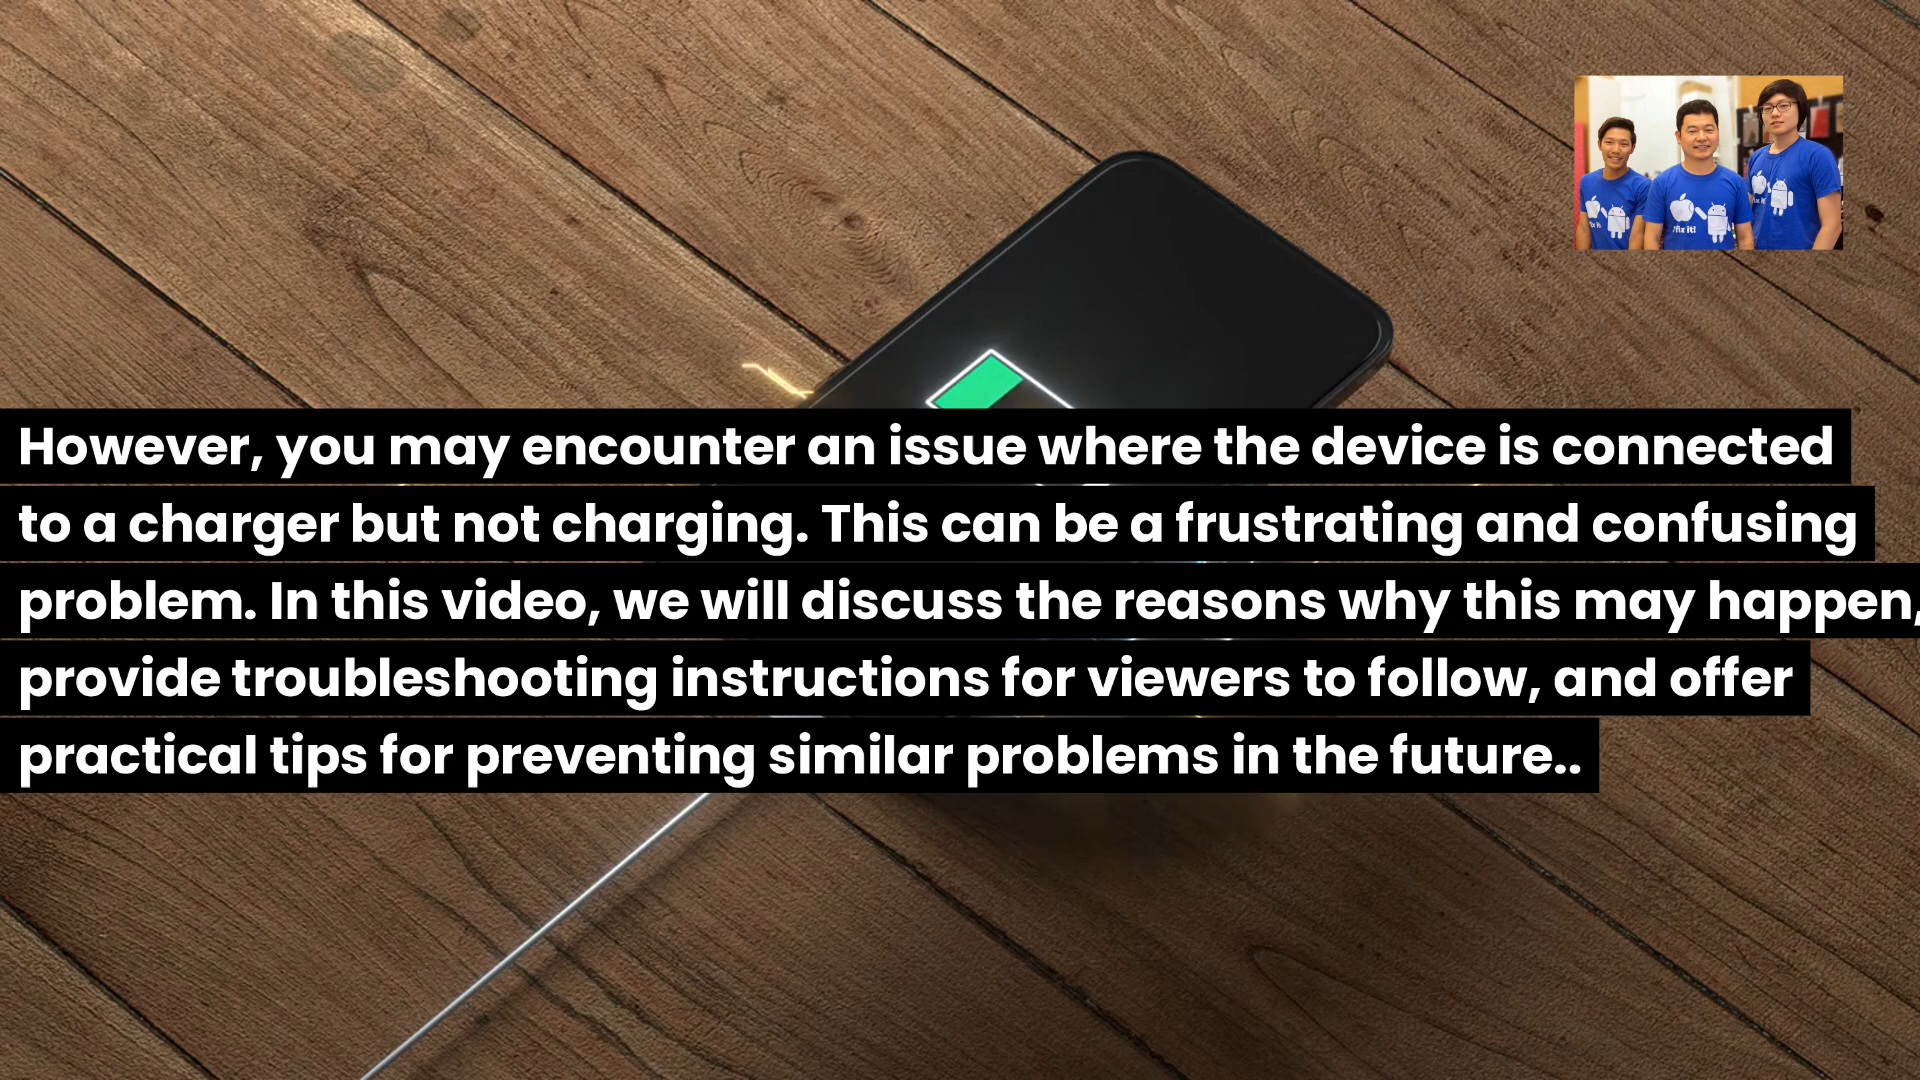 However, you may encounter an issue where the device is connected
to a charger but not charging. This can be a frustrating and confusing
problem. In this video, we will discuss the reasons why this may happen,
provide troubleshooting instructions for viewers to follow, and offer
practical tips for preventing similar problems in the future..
fix it!